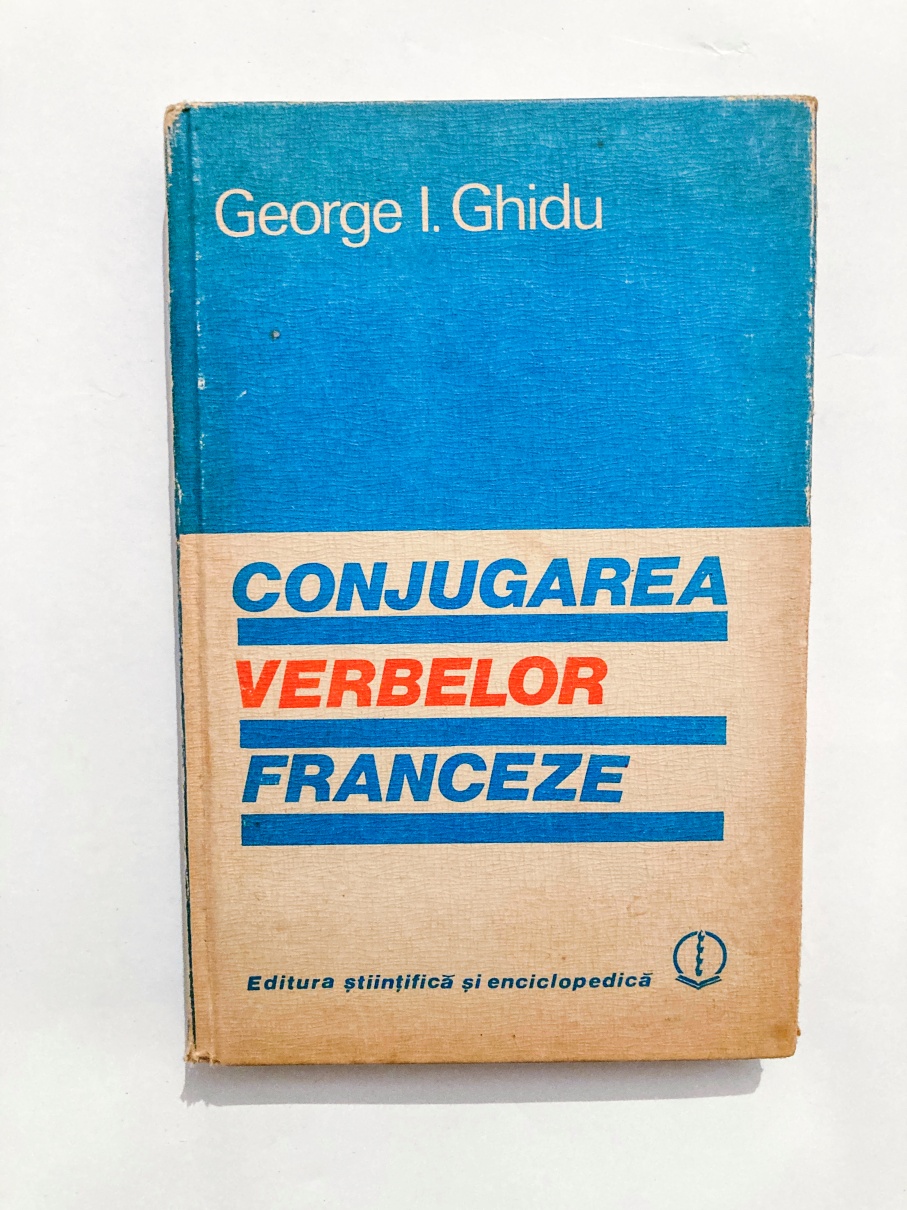 George I. Ghidu
CONJUGAREA
VERBELOR
FRANCEZE
Editura științifică și enciclopedică